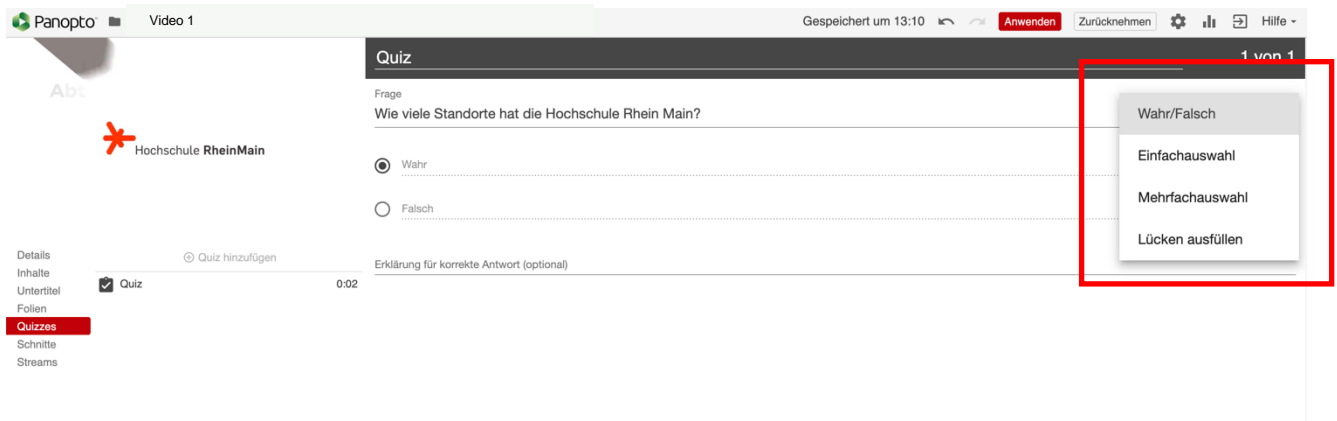 Panopto Video 1 Gespeichert um 13:10 Anwenden Zurücknehmen Hilfe
Quiz 1 von 1
Abt
Frage
Wie viele Standorte hat die Hochschule Rhein Main?
Wahr/Falsch
Einfachauswahl
Mehrfachauswahl
Lücken ausfüllen
Hochschule RheinMain
Wahr
Falsch
Erklärung für korrekte Antwort (optional)
Details
Inhalte
Untertitel
Folien
Quizzes
Schnitte
Streams
Quiz hinzufügen
Quiz 0:02